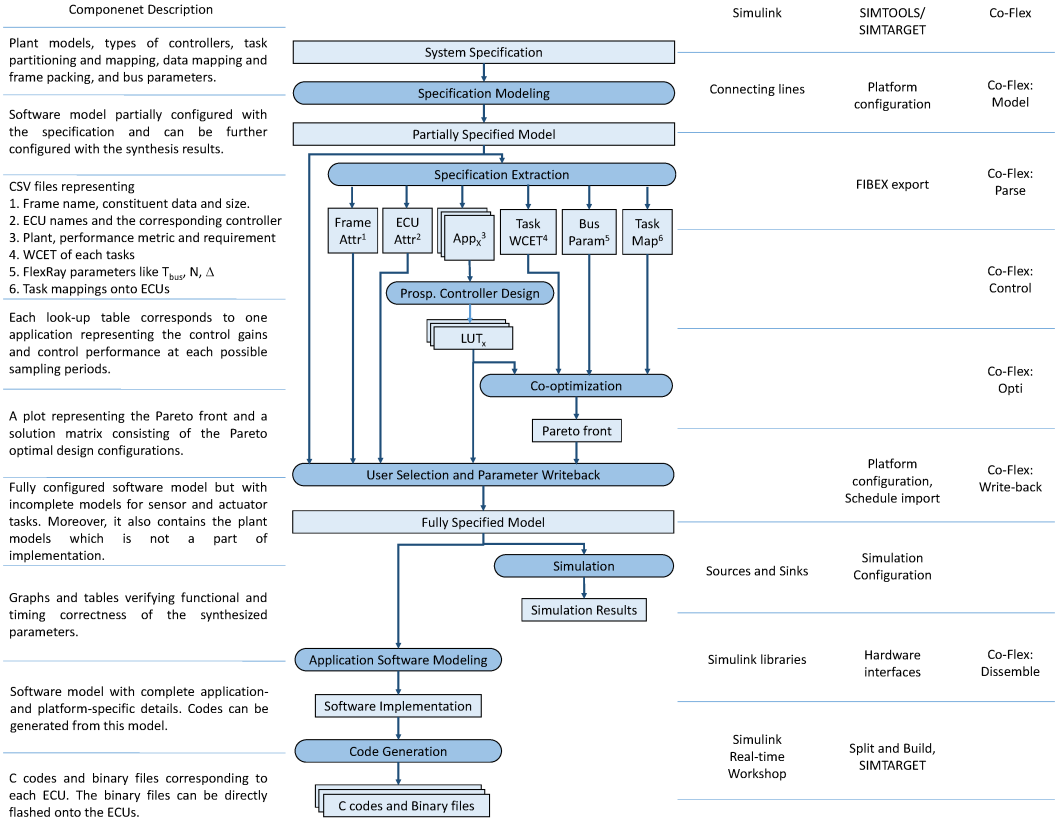 Componenet Description
Plant models, types of controllers, task
partitioning and mapping, data mapping and
frame packing, and bus parameters.
Software model partially configured with
the specification and can be further
configured with the synthesis results.
CSV files representing
1. Frame name, constituent data and size.
2. ECU names and the corresponding controller
3. Plant, performance metric and requirement
4. WCET of each tasks
5. FlexRay parameters like T_bus, N, Δ
6. Task mappings onto ECUs
Each look-up table corresponds to one
application representing the control gains
and control performance at each possible
sampling periods.
A plot representing the Pareto front and a
solution matrix consisting of the Pareto
optimal design configurations.
Fully configured software model but with
incomplete models for sensor and actuator
tasks. Moreover, it also contains the plant
models which is not a part of
implementation.
Graphs and tables verifying functional and
timing correctness of the synthesized
parameters.
Software model with complete application-
and platform-specific details. Codes can be
generated from this model.
C codes and binary files corresponding to
each ECU. The binary files can be directly
flashed onto the ECUs.
System Specification
Specification Modeling
Partially Specified Model
Specification Extraction
Frame
Attr¹
ECU
Attr²
App_X³
Task
WCET⁴
Bus
Param⁵
Task
Map⁶
Prosp. Controller Design
LUT_x
Co-optimization
Pareto front
User Selection and Parameter Writeback
Fully Specified Model
Simulation
Simulation Results
Application Software Modeling
Software Implementation
Code Generation
C codes and Binary files
Simulink
SIMTOOLS/
SIMTARGET
Co-Flex
Connecting lines
Platform
configuration
Co-Flex:
Model
FIBEX export
Co-Flex:
Parse
Co-Flex:
Control
Co-Flex:
Opti
Platform
configuration,
Schedule import
Co-Flex:
Write-back
Sources and Sinks
Simulation
Configuration
Simulink libraries
Hardware
interfaces
Co-Flex:
Dissemble
Simulink
Real-time
Workshop
Split and Build,
SIMTARGET